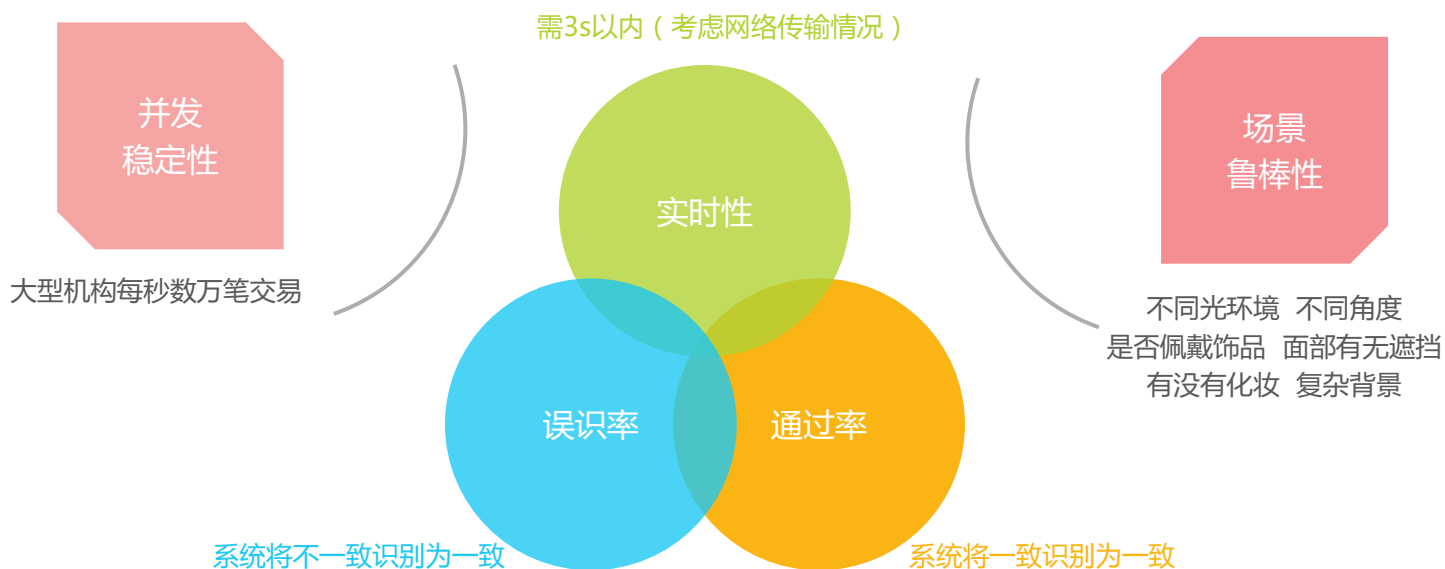 需3s以内（考虑网络传输情况）
并发
稳定性
大型机构每秒数万笔交易
实时性
场景
鲁棒性
不同光环境 不同角度
是否佩戴饰品 面部有无遮挡
有没有化妆 复杂背景
误识率
通过率
系统将不一致识别为一致
系统将一致识别为一致